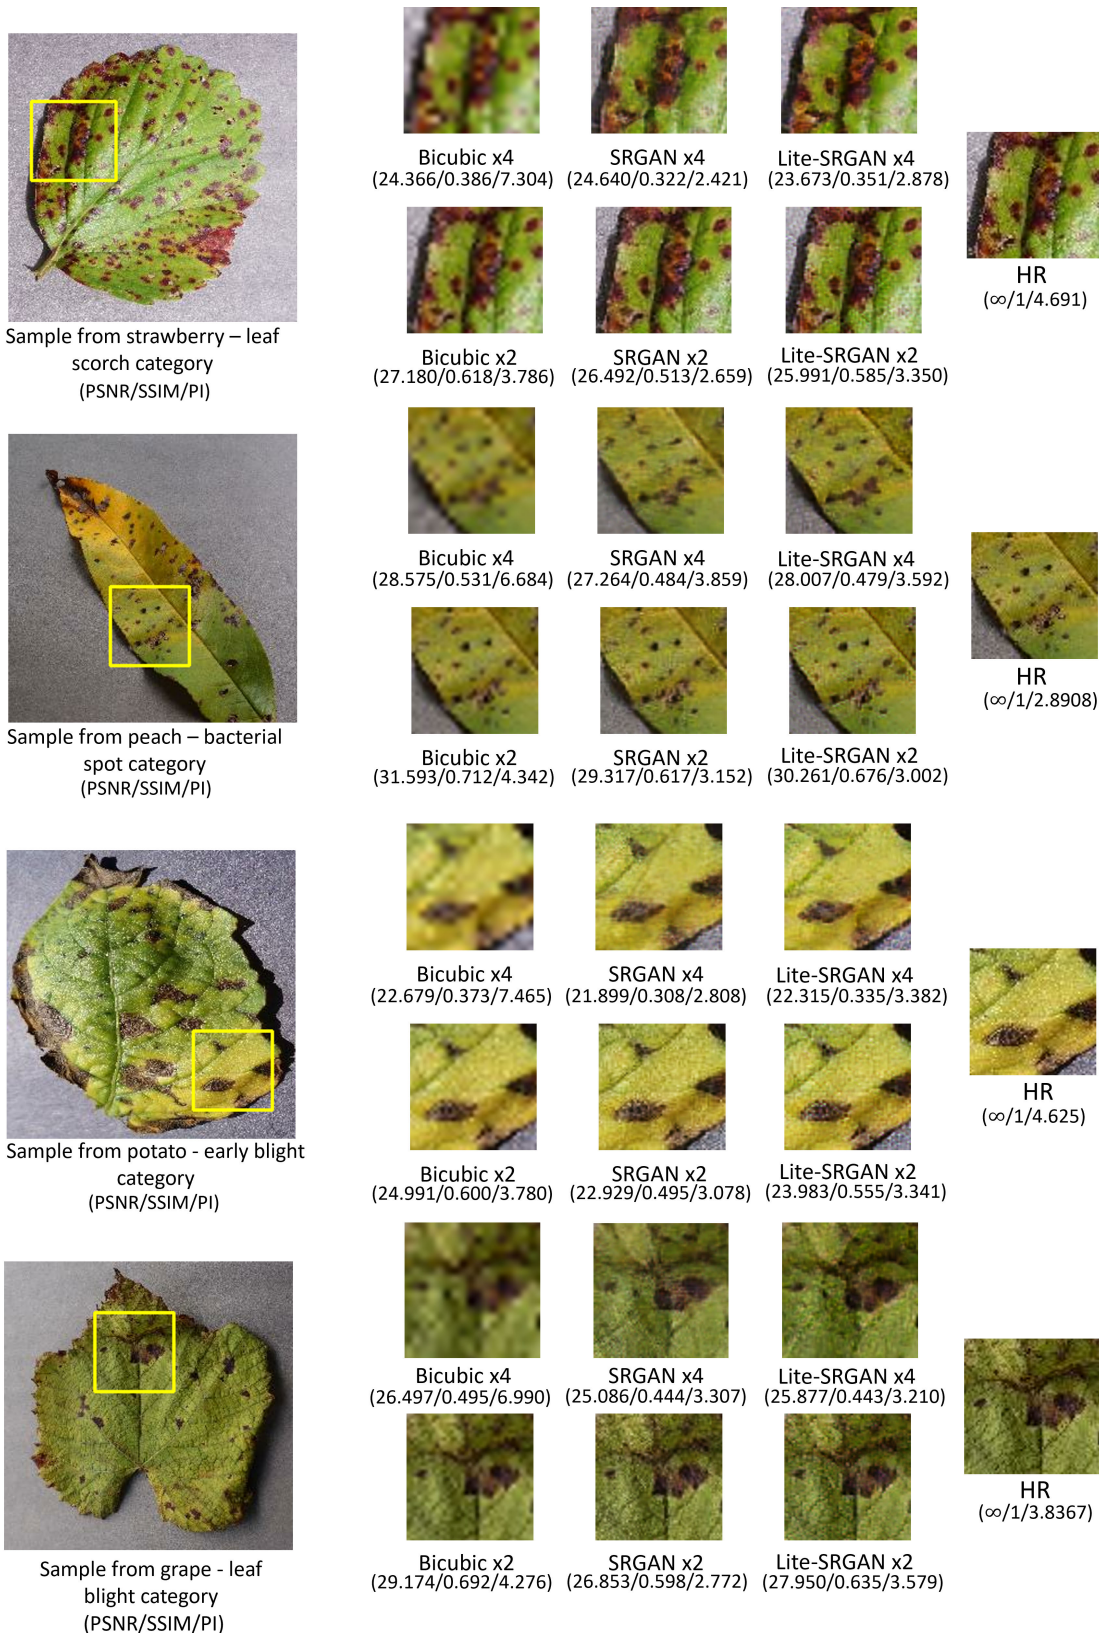 Bicubic x4
(24.366/0.386/7.304)
SRGAN x4
(24.640/0.322/2.421)
Lite-SRGAN x4
(23.673/0.351/2.878)
HR
(∞/1/4.691)
Sample from strawberry – leaf
scorch category
(PSNR/SSIM/PI)
Bicubic x2
(27.180/0.618/3.786)
SRGAN x2
(26.492/0.513/2.659)
Lite-SRGAN x2
(25.991/0.585/3.350)
Bicubic x4
(28.575/0.531/6.684)
SRGAN x4
(27.264/0.484/3.859)
Lite-SRGAN x4
(28.007/0.479/3.592)
HR
(∞/1/2.8908)
Sample from peach – bacterial
spot category
(PSNR/SSIM/PI)
Bicubic x2
(31.593/0.712/4.342)
SRGAN x2
(29.317/0.617/3.152)
Lite-SRGAN x2
(30.261/0.676/3.002)
Bicubic x4
(22.679/0.373/7.465)
SRGAN x4
(21.899/0.308/2.808)
Lite-SRGAN x4
(22.315/0.335/3.382)
HR
(∞/1/4.625)
Sample from potato - early blight
category
(PSNR/SSIM/PI)
Bicubic x2
(24.991/0.600/3.780)
SRGAN x2
(22.929/0.495/3.078)
Lite-SRGAN x2
(23.983/0.555/3.341)
Bicubic x4
(26.497/0.495/6.990)
SRGAN x4
(25.086/0.444/3.307)
Lite-SRGAN x4
(25.877/0.443/3.210)
HR
(∞/1/3.8367)
Sample from grape - leaf
blight category
(PSNR/SSIM/PI)
Bicubic x2
(29.174/0.692/4.276)
SRGAN x2
(26.853/0.598/2.772)
Lite-SRGAN x2
(27.950/0.635/3.579)